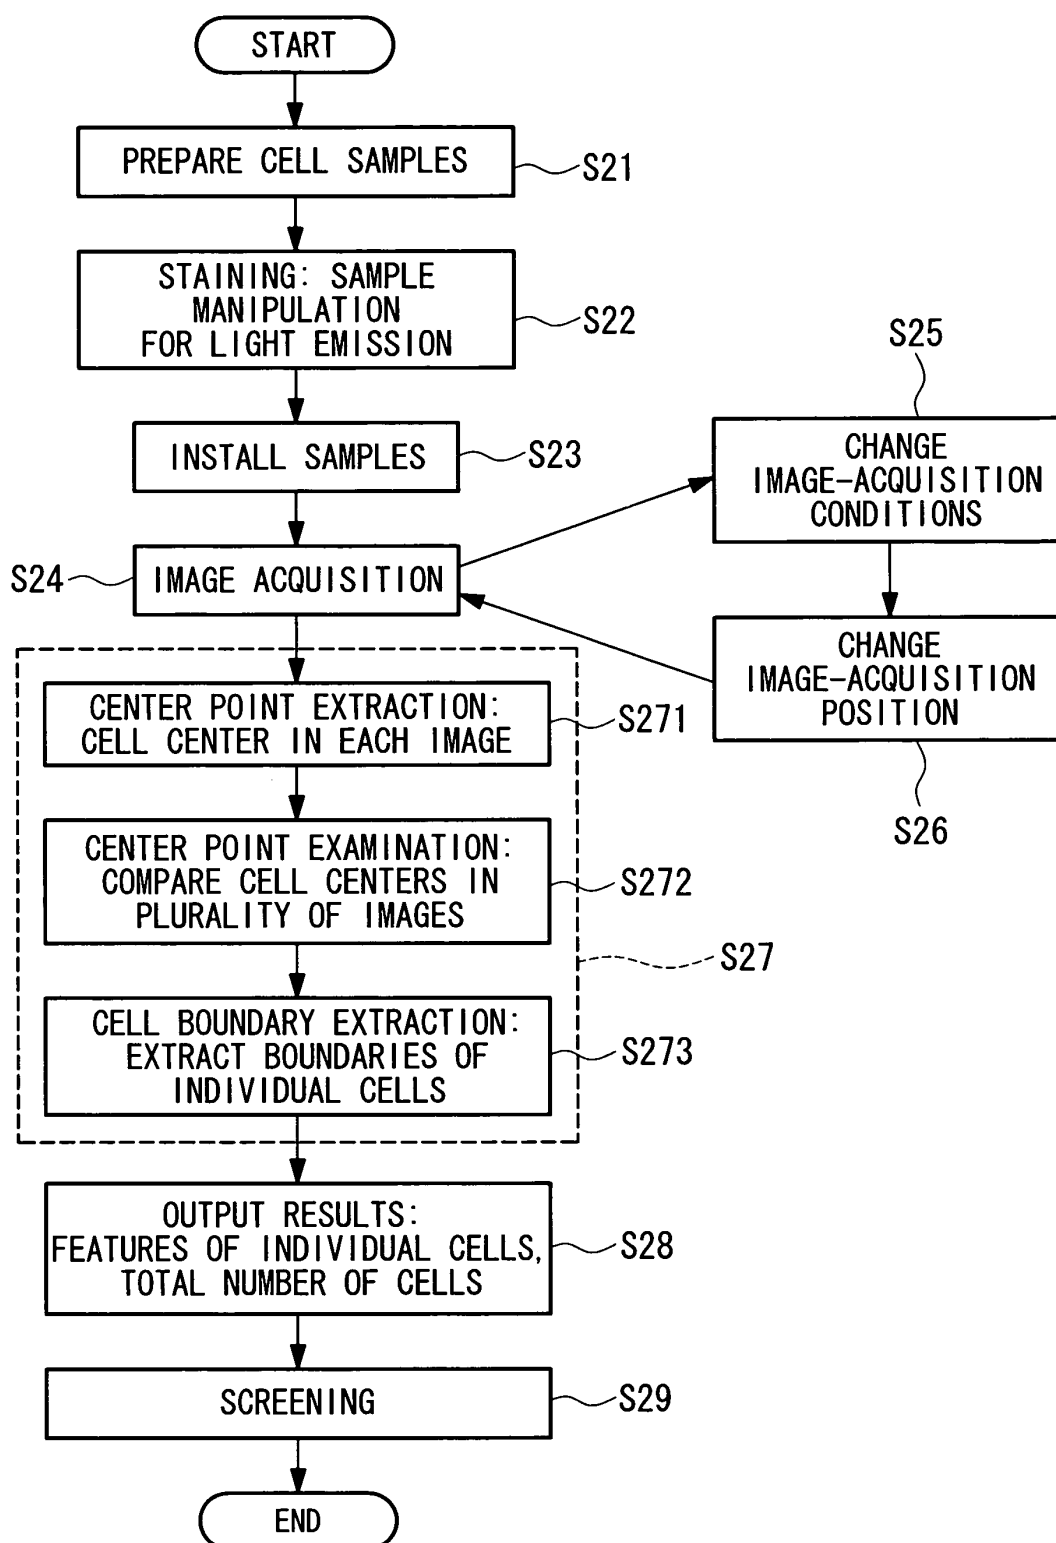 START
PREPARE CELL SAMPLES
S21
STAINING: SAMPLE
MANIPULATION
FOR LIGHT EMISSION
S22
INSTALL SAMPLES
S23
S25
CHANGE
IMAGE-ACQUISITION
CONDITIONS
S24
IMAGE ACQUISITION
CHANGE
IMAGE-ACQUISITION
POSITION
S26
CENTER POINT EXTRACTION:
CELL CENTER IN EACH IMAGE
S271
CENTER POINT EXAMINATION:
COMPARE CELL CENTERS IN
PLURALITY OF IMAGES
S272
S27
CELL BOUNDARY EXTRACTION:
EXTRACT BOUNDARIES OF
INDIVIDUAL CELLS
S273
OUTPUT RESULTS:
FEATURES OF INDIVIDUAL CELLS,
TOTAL NUMBER OF CELLS
S28
SCREENING
S29
END